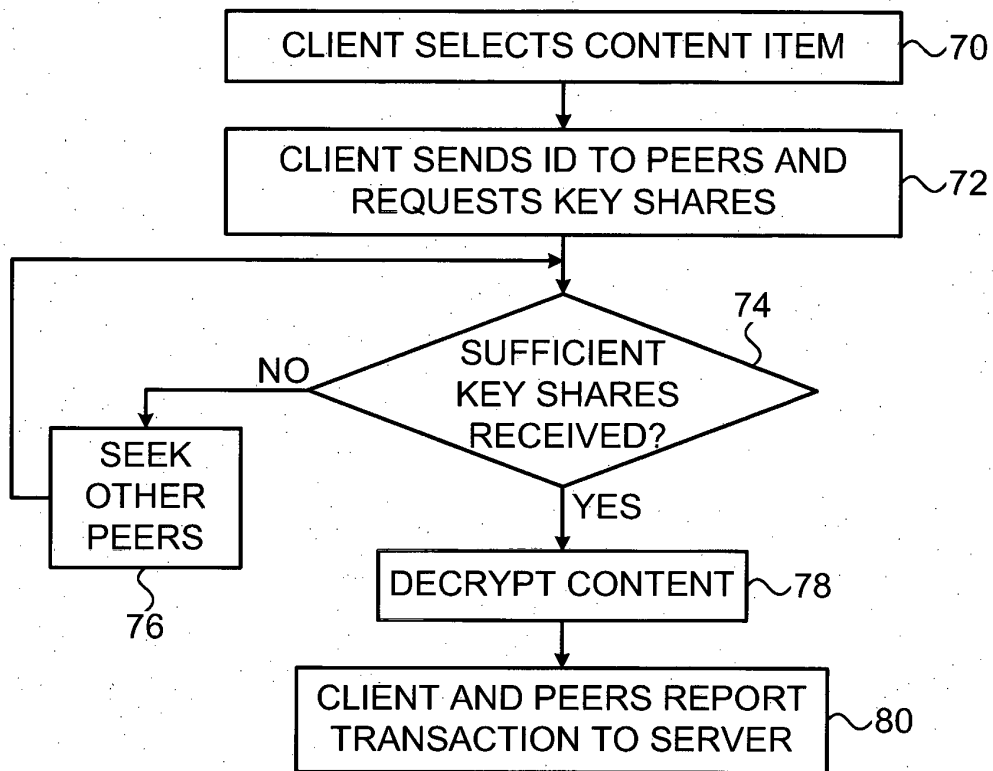 CLIENT SELECTS CONTENT ITEM
70
CLIENT SENDS ID TO PEERS AND
REQUESTS KEY SHARES
72
74
SUFFICIENT
KEY SHARES
RECEIVED?
NO
SEEK
OTHER
PEERS
76
YES
DECRYPT CONTENT
78
CLIENT AND PEERS REPORT
TRANSACTION TO SERVER
80